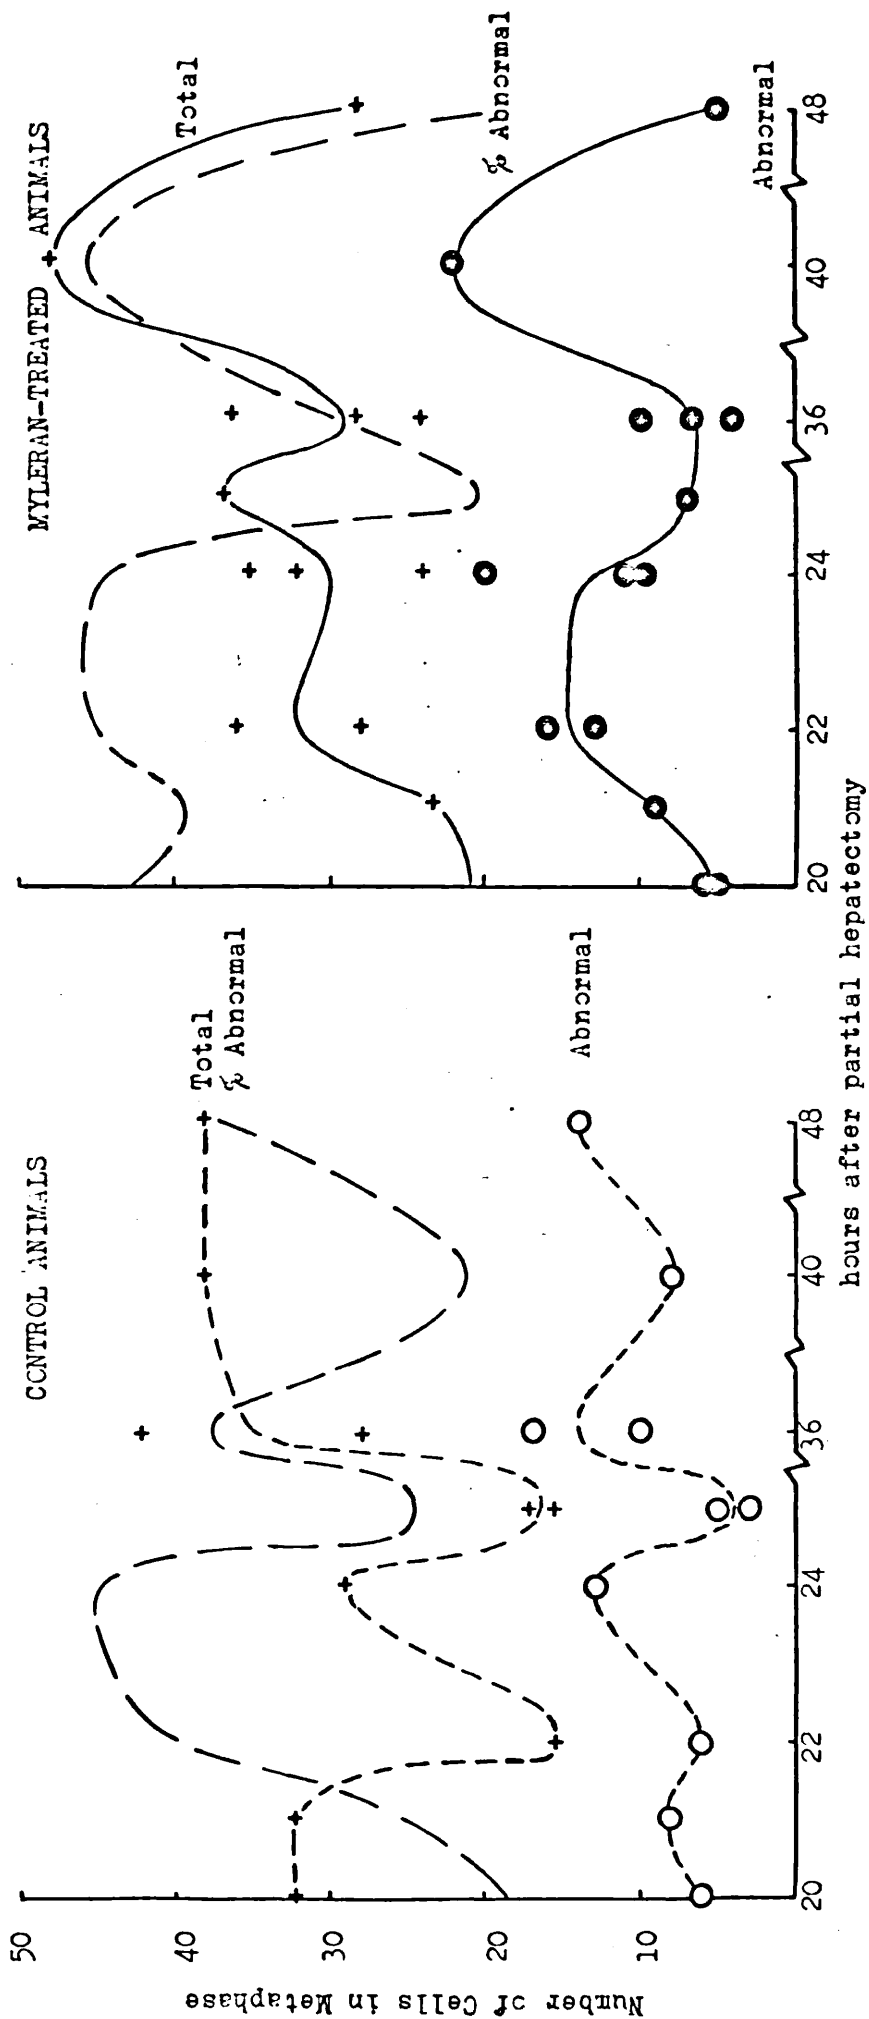 CONTROL ANIMALS
MYLERAN-TREATED ANIMALS
Number of Cells in Metaphase
50
40
30
20
10
Total
% Abnormal
Abnormal
20
22
24
36
40
48
Total
% Abnormal
Abnormal
20
22
24
36
40
48
hours after partial hepatectomy